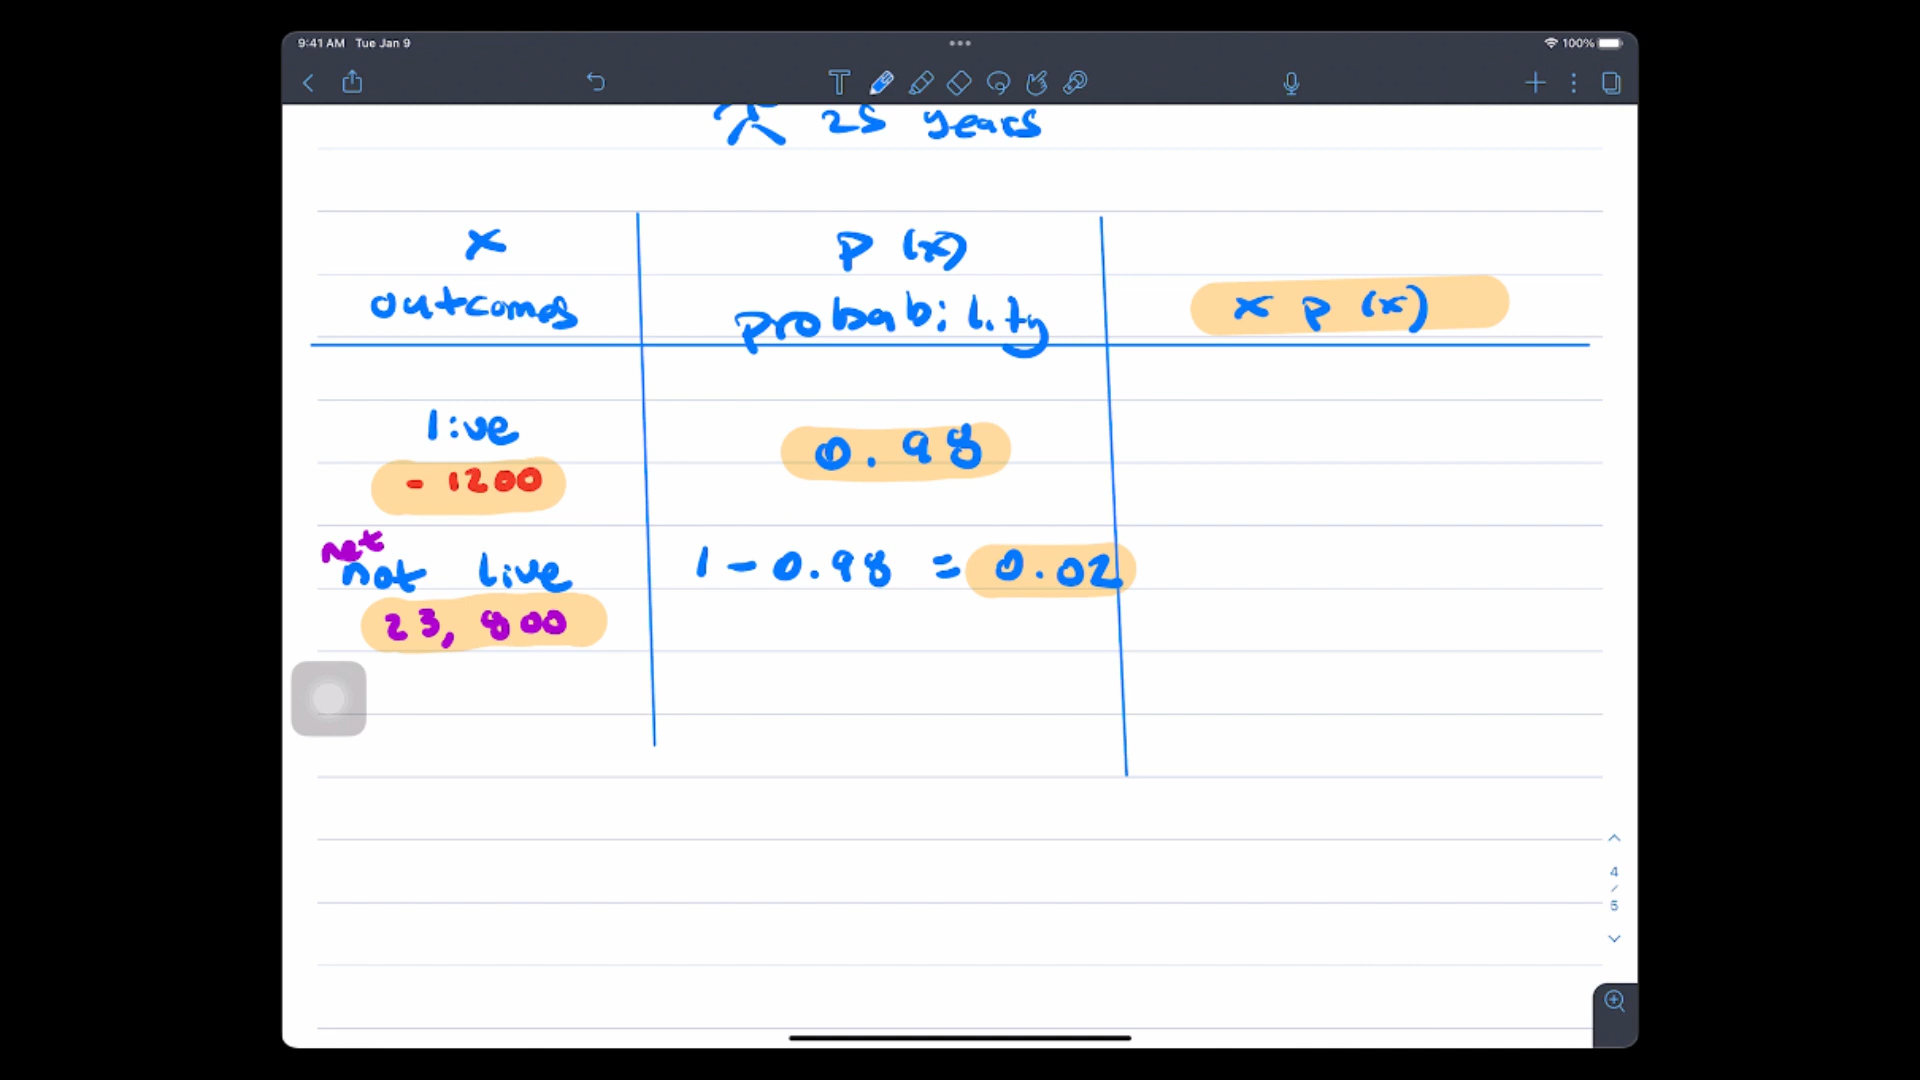 9:41 AM Tue Jan 9
100%
25 years
x
outcomes
p (x)
probability
x p (x)
live
- 1200
0.98
net
not live
23,800
1 - 0.98 = 0.02
4
/
5